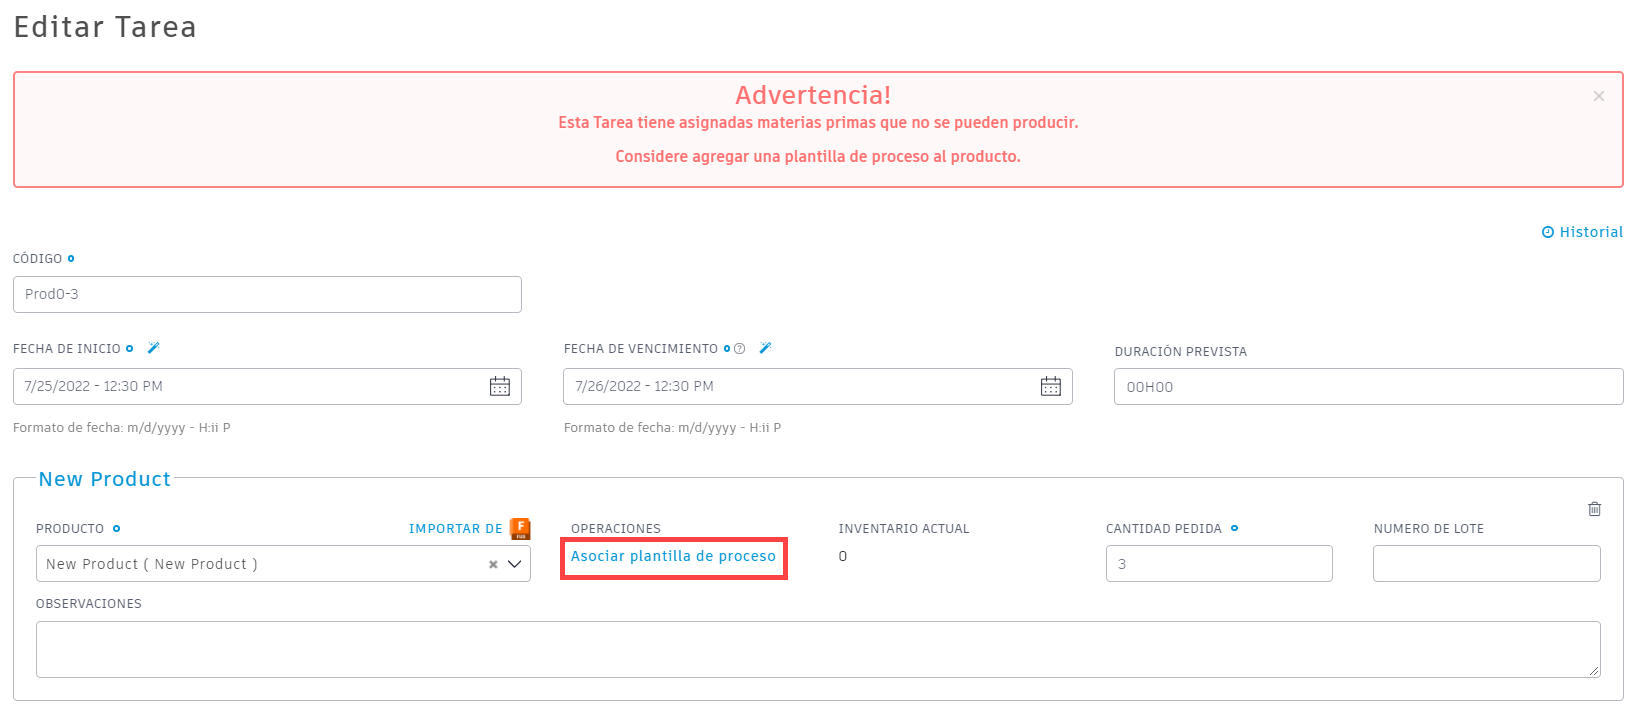 Editar Tarea
Advertencia!
Esta Tarea tiene asignadas materias primas que no se pueden producir.
Considere agregar una plantilla de proceso al producto.
Historial
CÓDIGO
Prod0-3
FECHA DE INICIO
FECHA DE VENCIMIENTO
DURACIÓN PREVISTA
7/25/2022 - 12:30 PM
7/26/2022 - 12:30 PM
00H00
Formato de fecha: m/d/yyyy - H:ii P
Formato de fecha: m/d/yyyy - H:ii P
New Product
PRODUCTO
IMPORTAR DE
F
FUS
OPERACIONES
INVENTARIO ACTUAL
CANTIDAD PEDIDA
NUMERO DE LOTE
New Product ( New Product )
Asociar plantilla de proceso
0
3
OBSERVACIONES